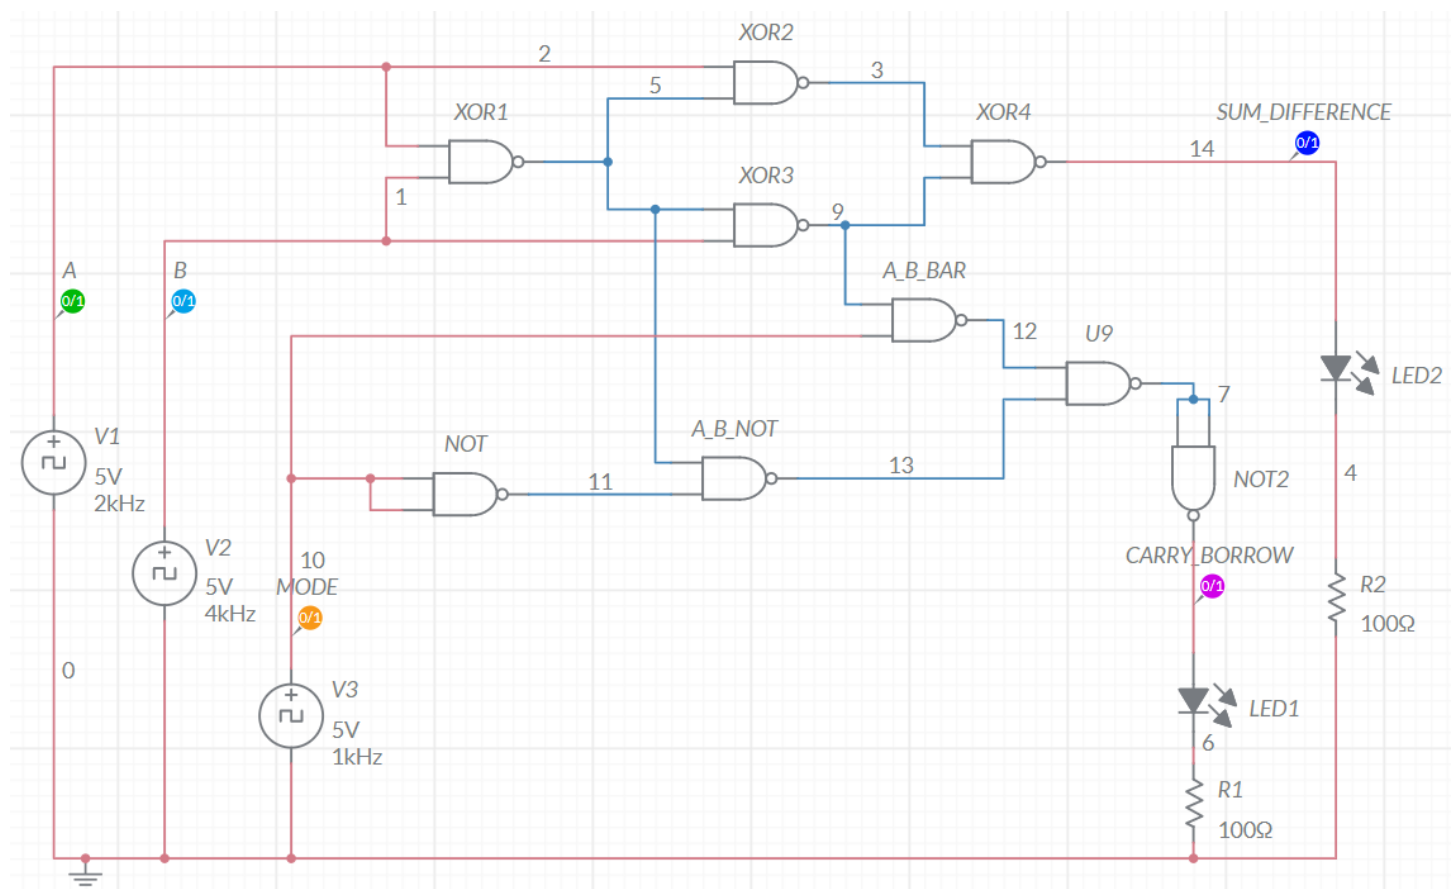 XOR2
2
3
5
XOR1
XOR4
SUM_DIFFERENCE
0/1
14
XOR3
1
9
A
0/1
B
0/1
A_B_BAR
12
U9
LED2
7
V1
5V
2kHz
NOT
A_B_NOT
11
13
NOT2
4
V2
5V
4kHz
10
MODE
0/1
CARRY_BORROW
0/1
R2
100Ω
0
V3
5V
1kHz
LED1
6
R1
100Ω